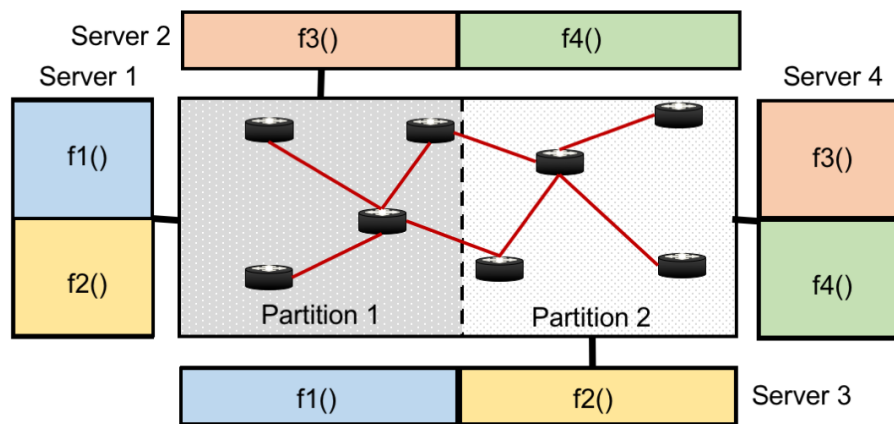 Server 2
f3()
f4()
Server 1
Server 4
f1()
f3()
f2()
f4()
Partition 1
Partition 2
f1()
f2()
Server 3